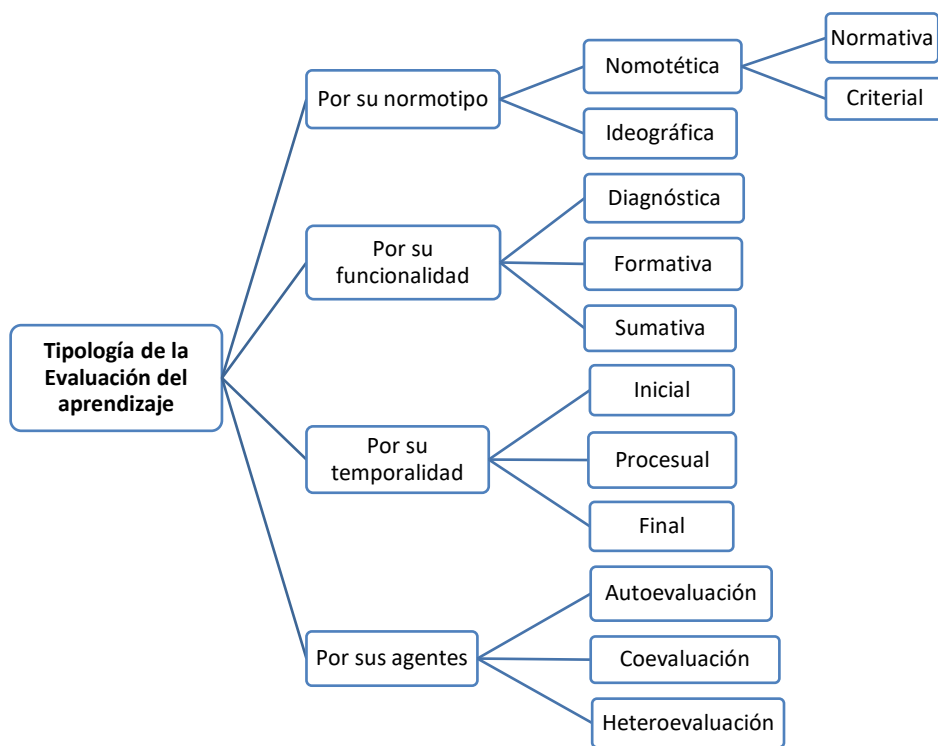 Tipología de la
Evaluación del
aprendizaje
Por su normotipo
Nomotética
Normativa
Criterial
Ideográfica
Por su
funcionalidad
Diagnóstica
Formativa
Sumativa
Por su
temporalidad
Inicial
Procesual
Final
Por sus agentes
Autoevaluación
Coevaluación
Heteroevaluación